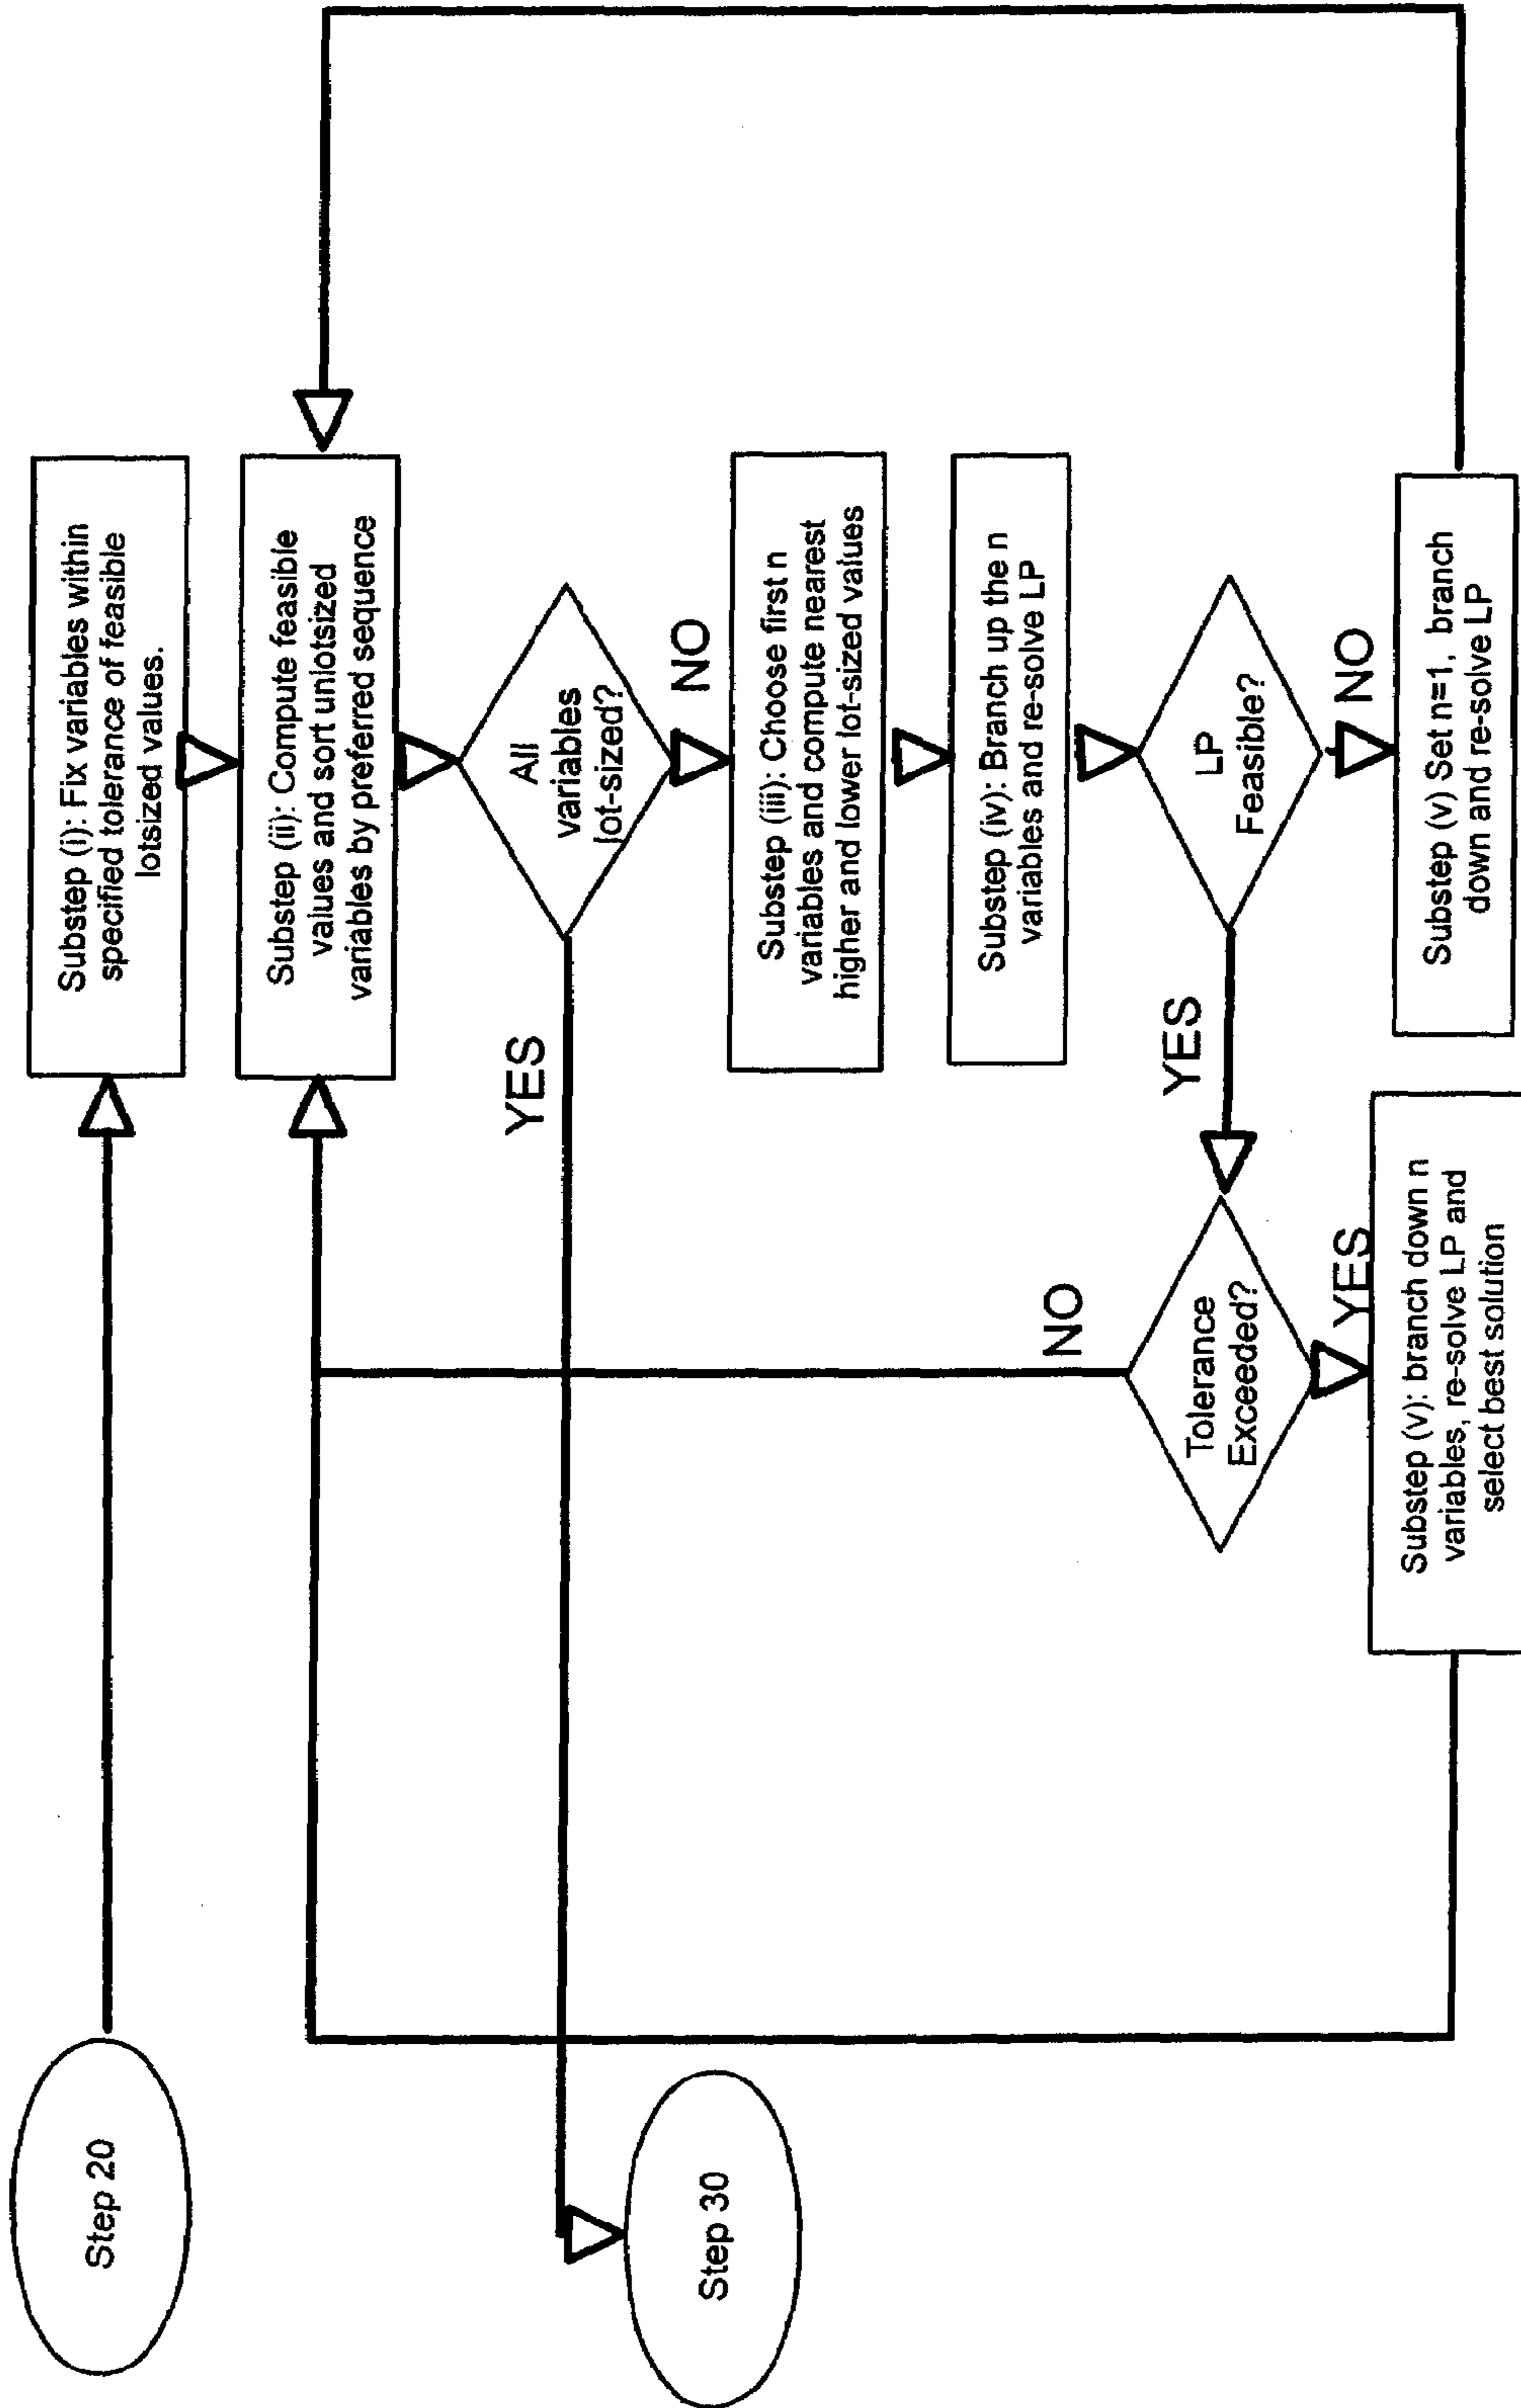 Step 20
Substep (i): Fix variables within
specified tolerance of feasible
lotsized values.
Substep (ii): Compute feasible
values and sort unlotsized
variables by preferred sequence
All
variables
lot-sized?
YES
NO
Step 30
Substep (iii): Choose first n
variables and compute nearest
higher and lower lot-sized values
Substep (iv): Branch up the n
variables and re-solve LP
LP
Feasible?
YES
NO
Tolerance
Exceeded?
NO
YES
Substep (v): branch down n
variables, re-solve LP and
select best solution
Substep (v) Set n=1, branch
down and re-solve LP